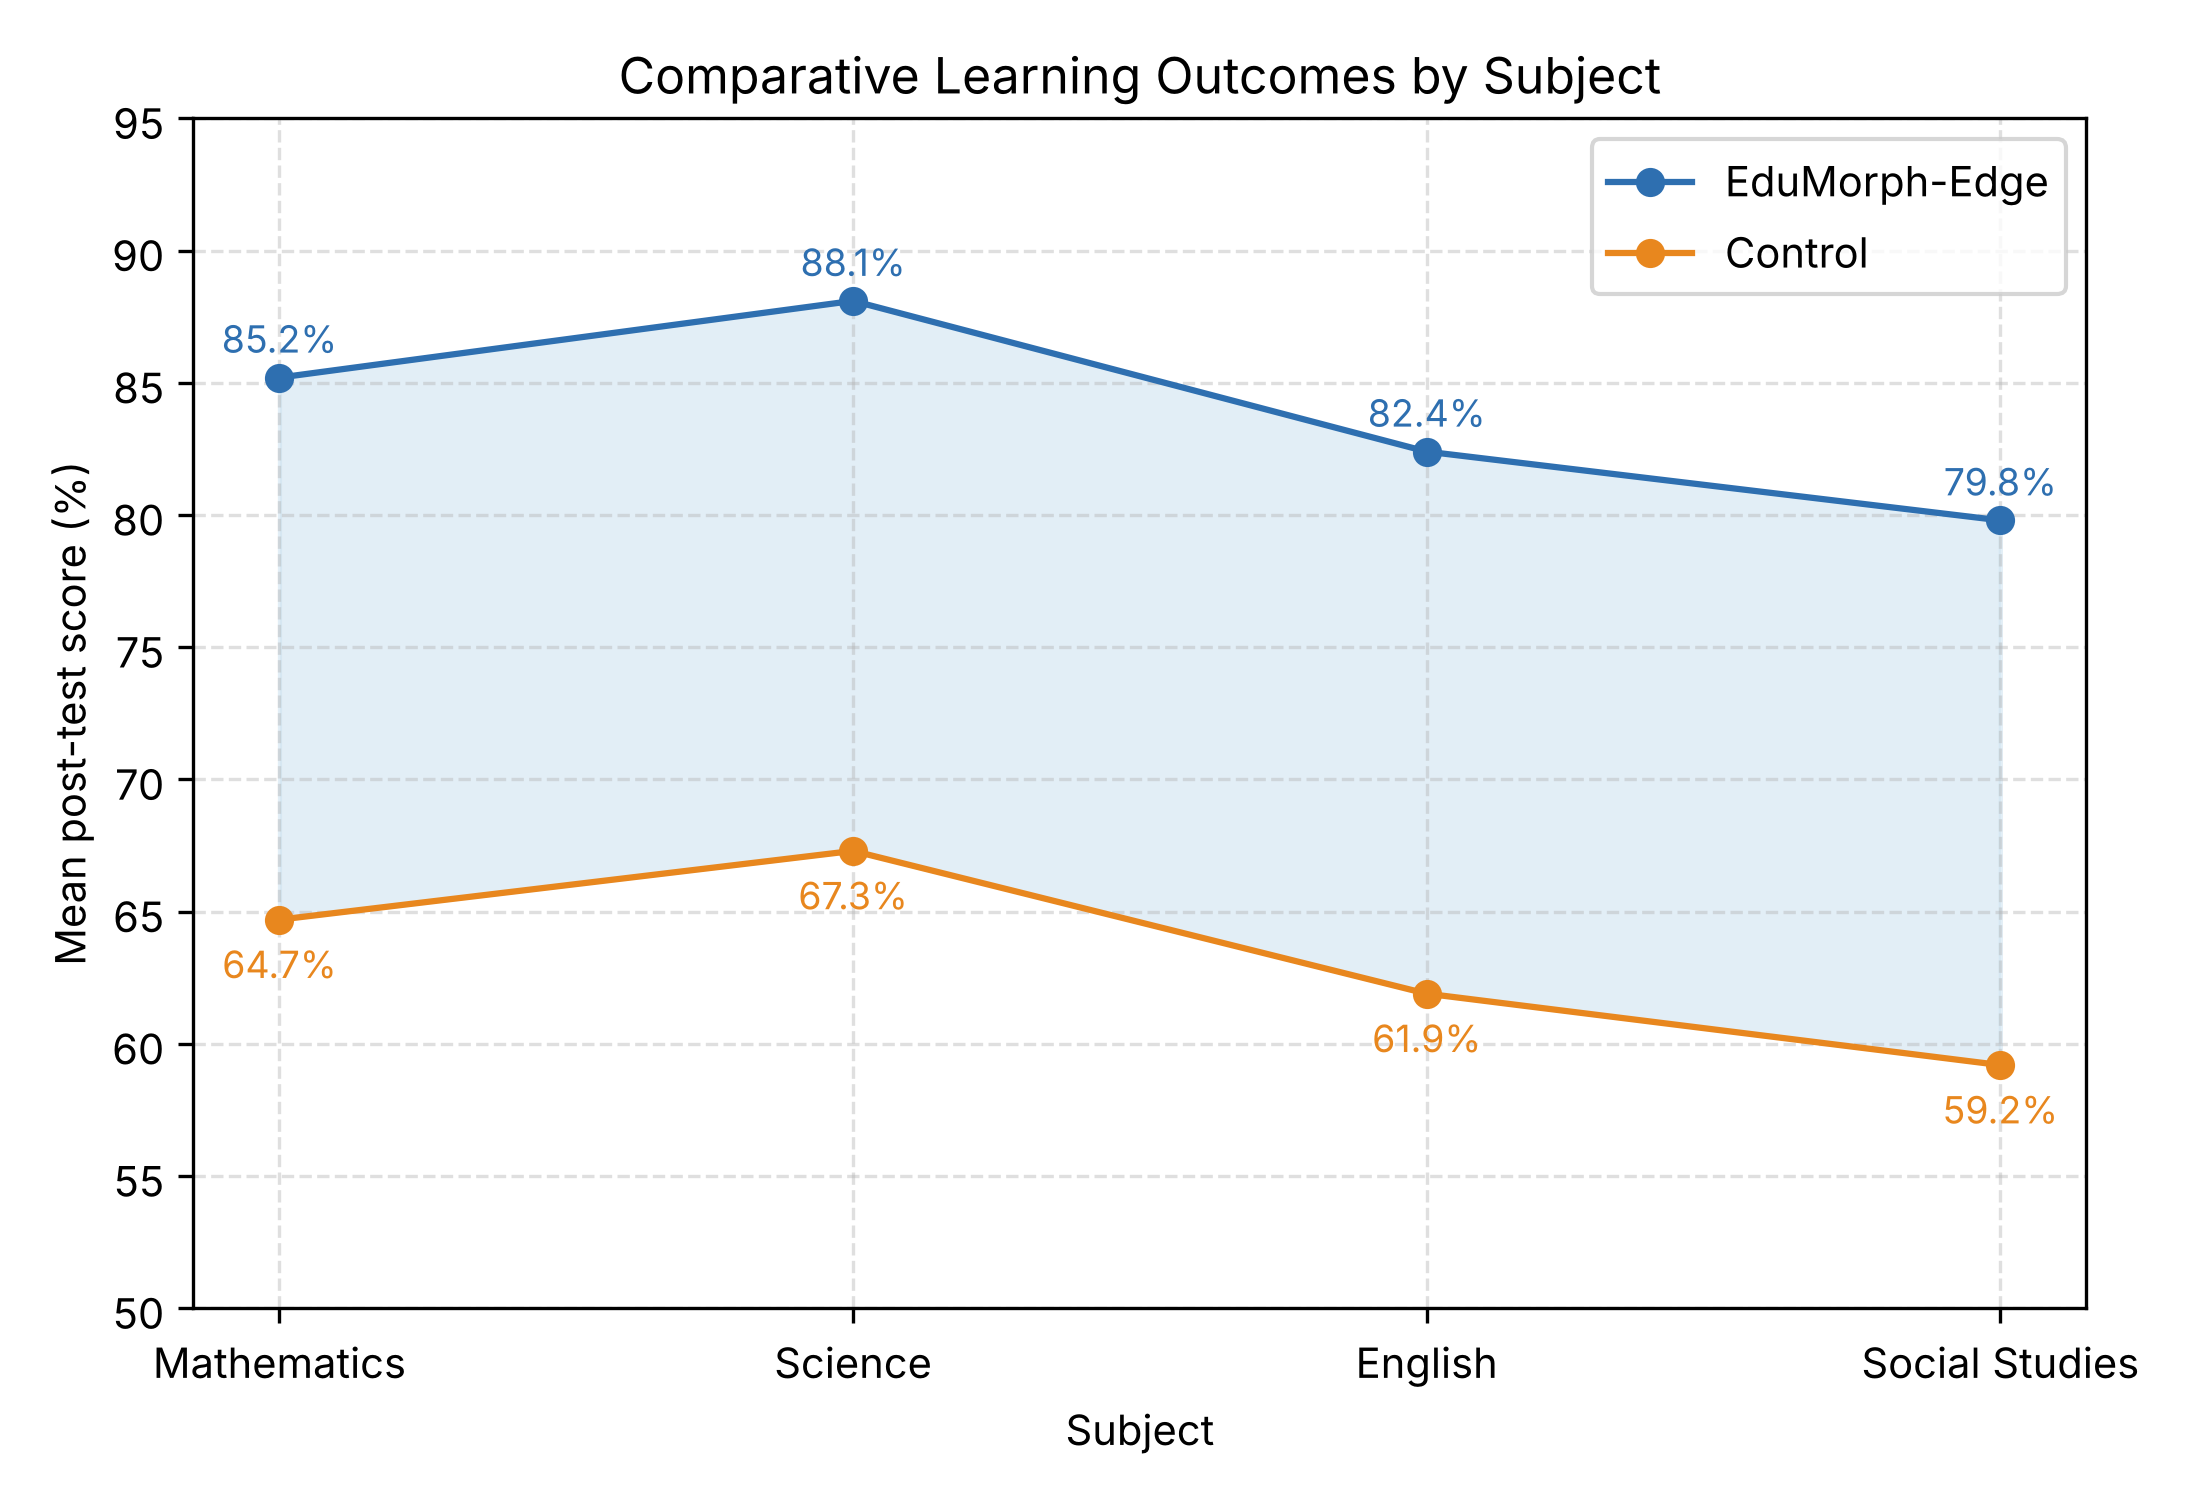 Comparative Learning Outcomes by Subject
95
90
85
80
75
70
65
60
55
50
Mean post-test score (%)
EduMorph-Edge
Control
85.2%
88.1%
82.4%
79.8%
64.7%
67.3%
61.9%
59.2%
Mathematics
Science
English
Social Studies
Subject